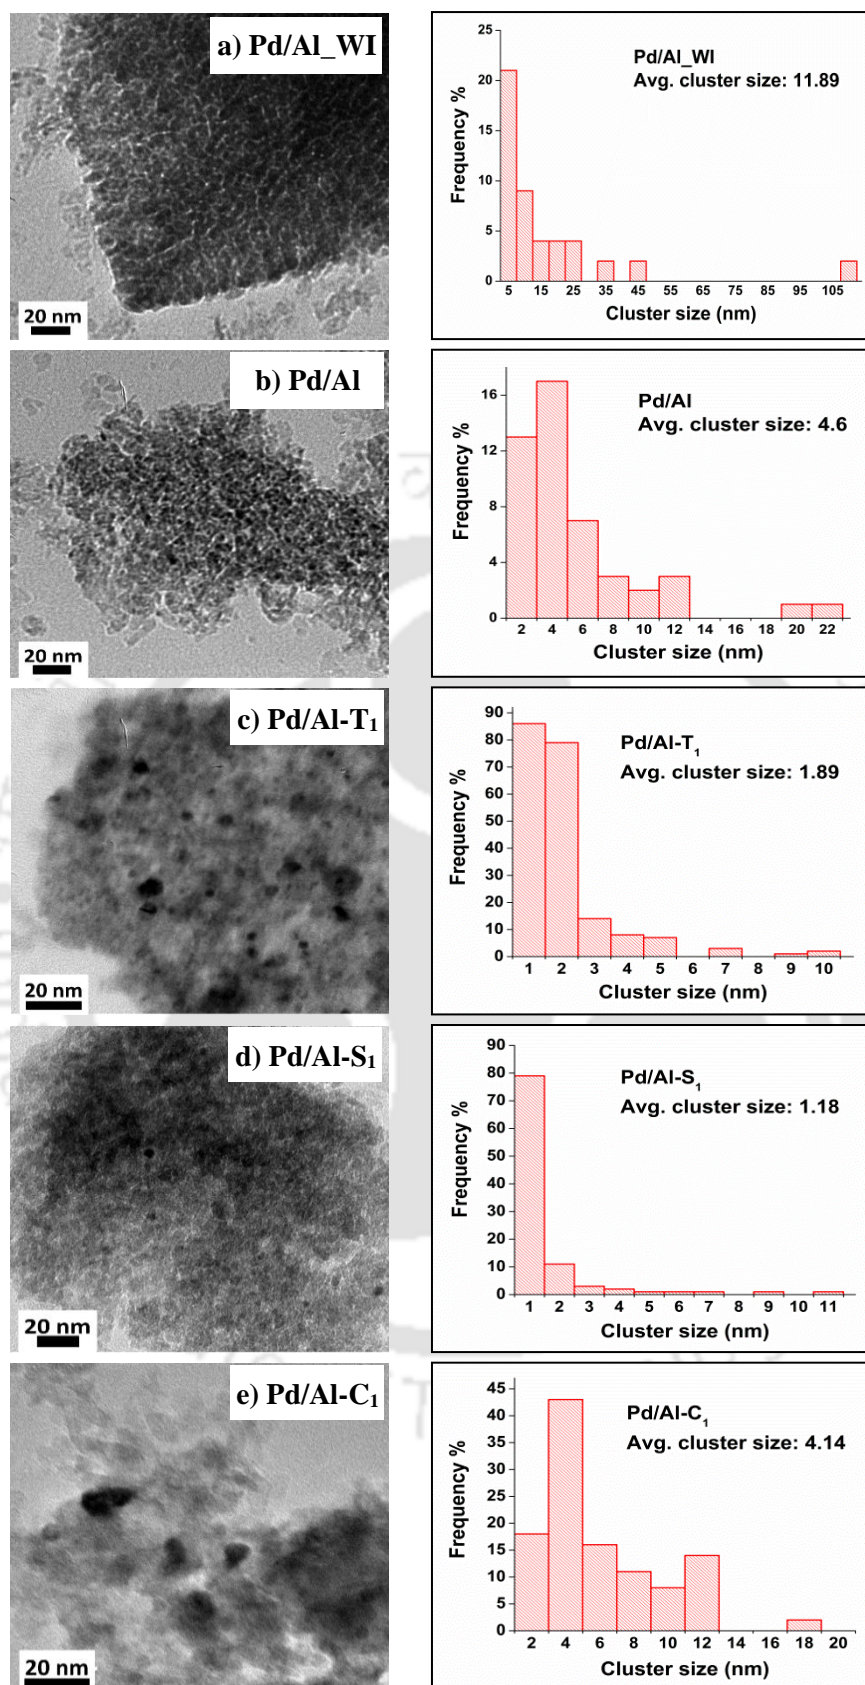 a) Pd/Al_WI
20 nm
Pd/Al_WI
Avg. cluster size: 11.89
Frequency %
25
20
15
10
5
0
5 15 25 35 45 55 65 75 85 95 105
Cluster size (nm)
b) Pd/Al
20 nm
Pd/Al
Avg. cluster size: 4.6
Frequency %
16
12
8
4
0
2 4 6 8 10 12 14 16 18 20 22
Cluster size (nm)
c) Pd/Al-T₁
20 nm
Pd/Al-T₁
Avg. cluster size: 1.89
Frequency %
90
80
70
60
50
40
30
20
10
0
1 2 3 4 5 6 7 8 9 10
Cluster size (nm)
d) Pd/Al-S₁
20 nm
Pd/Al-S₁
Avg. cluster size: 1.18
Frequency %
90
80
70
60
50
40
30
20
10
0
1 2 3 4 5 6 7 8 9 10 11
Cluster size (nm)
e) Pd/Al-C₁
20 nm
Pd/Al-C₁
Avg. cluster size: 4.14
Frequency %
45
40
35
30
25
20
15
10
5
0
2 4 6 8 10 12 14 16 18 20
Cluster size (nm)